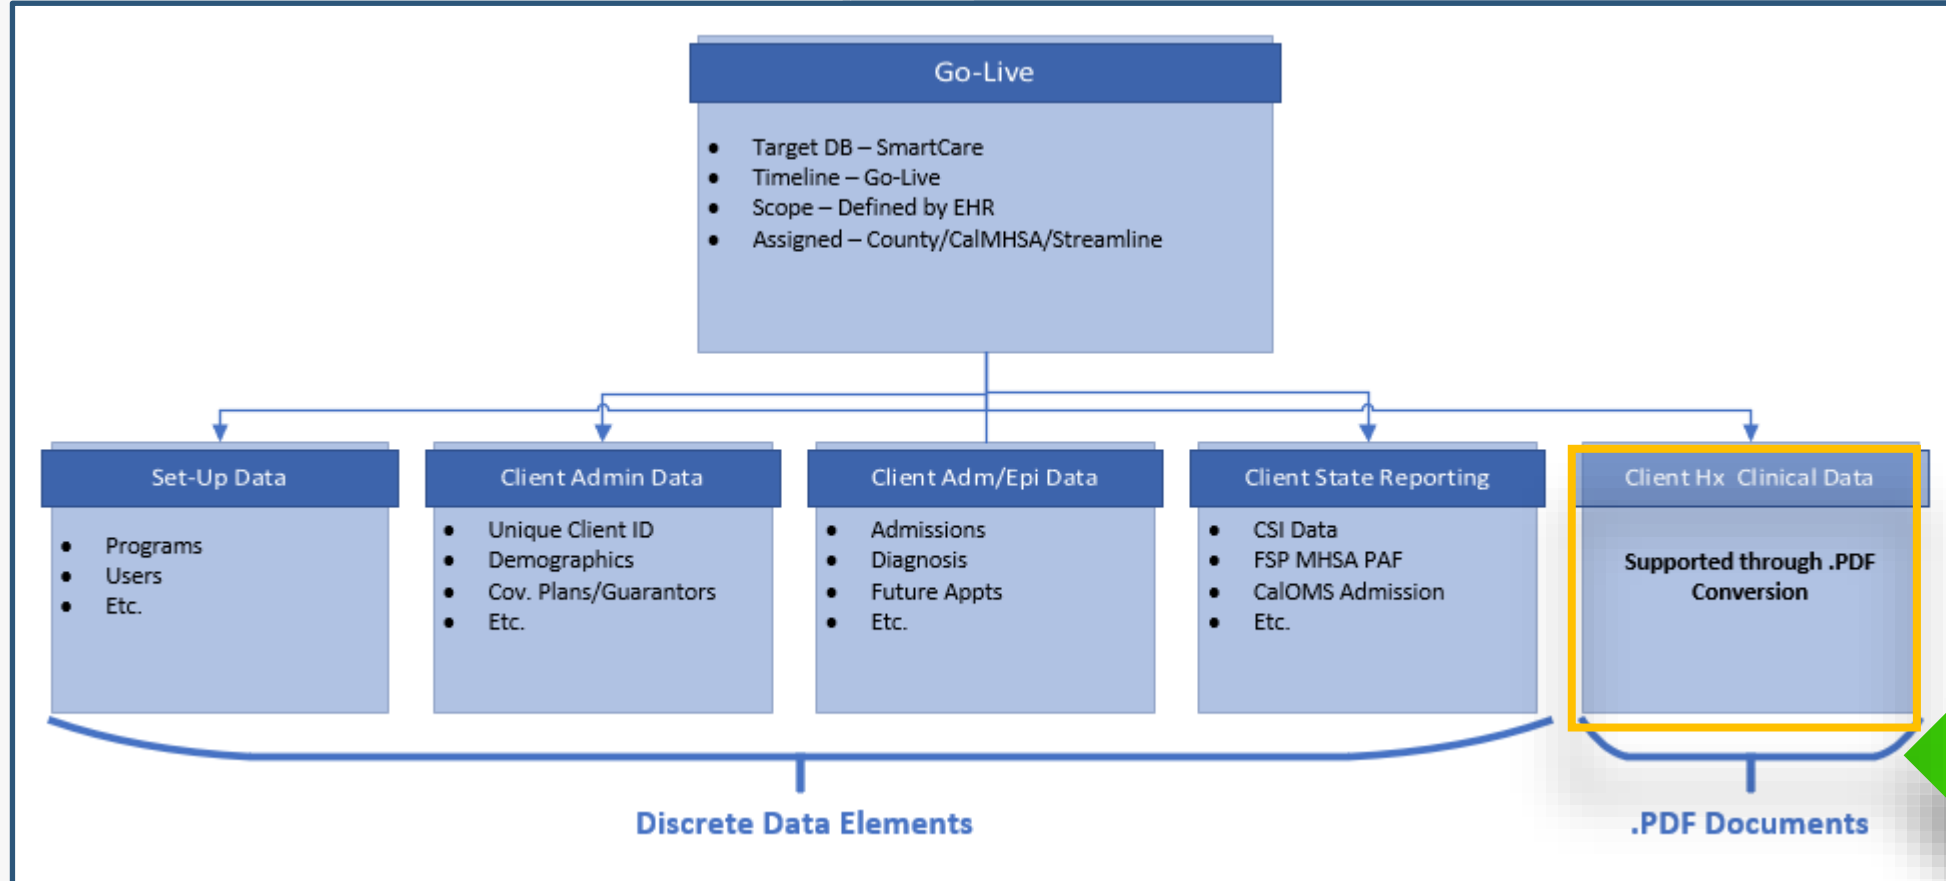 Go-Live
● Target DB – SmartCare
● Timeline – Go-Live
● Scope – Defined by EHR
● Assigned – County/CalMHSA/Streamline
Set-Up Data
● Programs
● Users
● Etc.
Client Admin Data
● Unique Client ID
● Demographics
● Cov. Plans/Guarantors
● Etc.
Client Adm/Epi Data
● Admissions
● Diagnosis
● Future Appts
● Etc.
Client State Reporting
● CSI Data
● FSP MHSA PAF
● CalOMS Admission
● Etc.
Client Hx Clinical Data
Supported through .PDF
Conversion
Discrete Data Elements
.PDF Documents